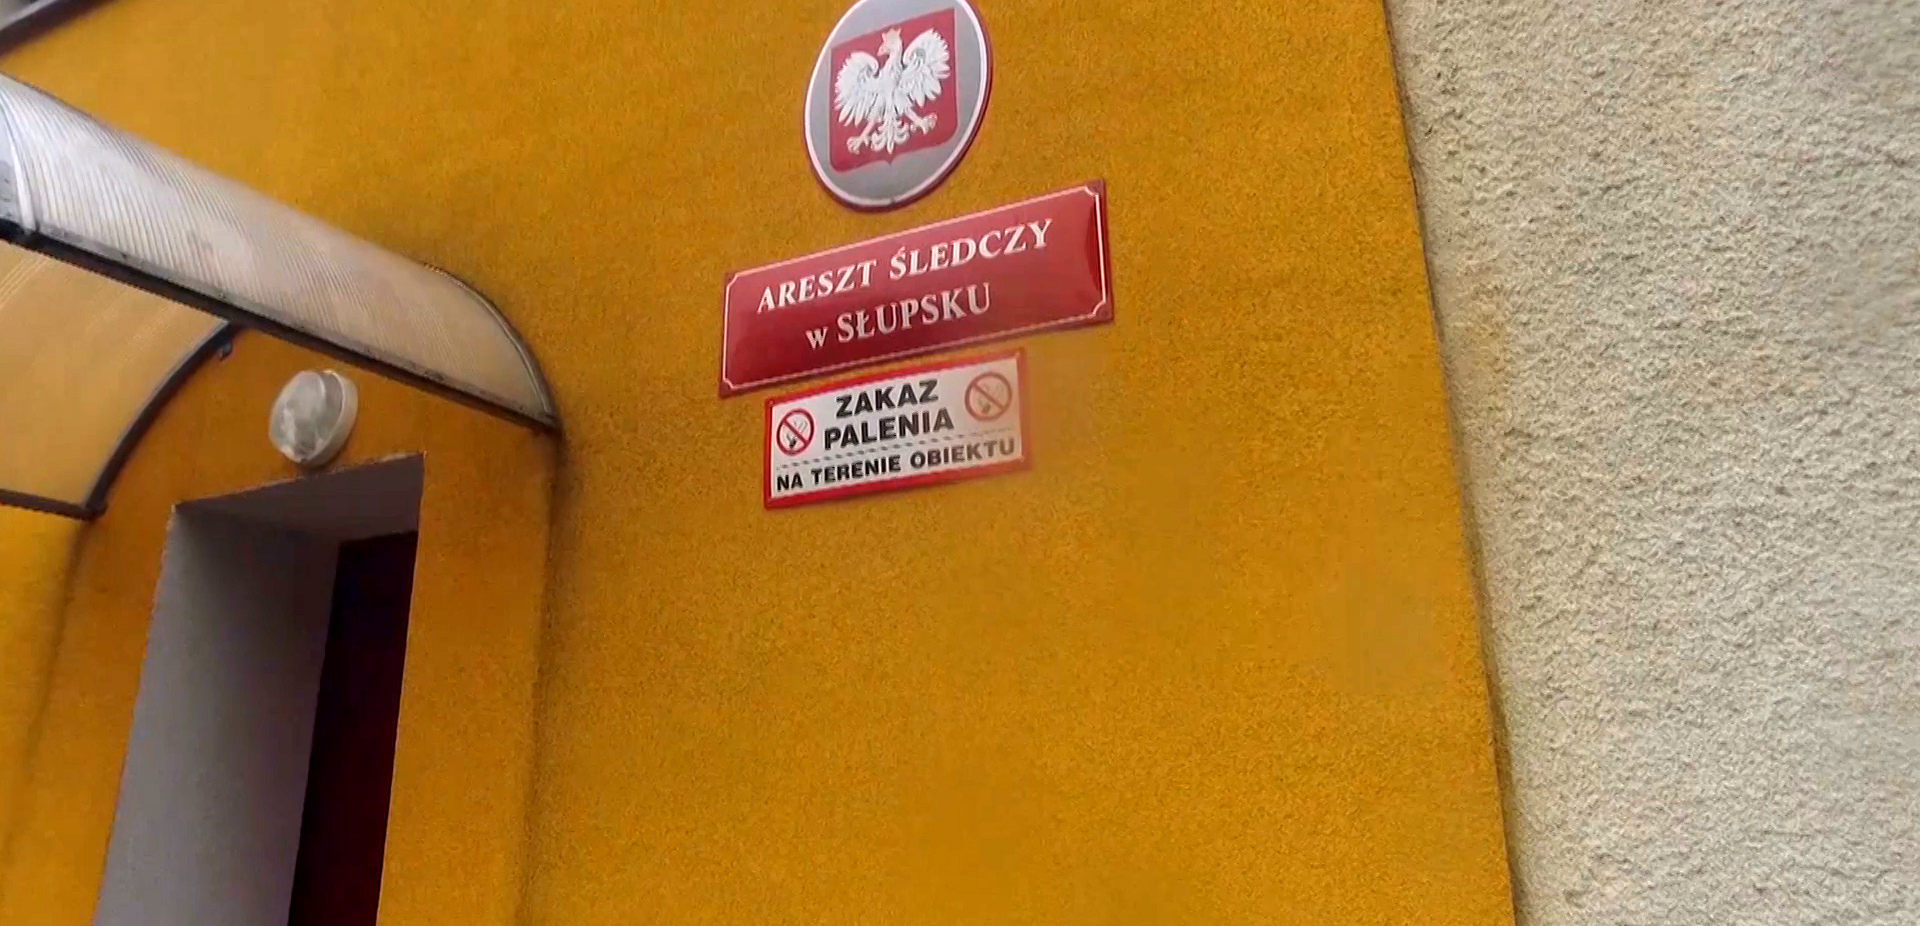 ARESZT ŚLEDCZY
w SŁUPSKU
ZAKAZ
PALENIA
NA TERENIE OBIEKTU